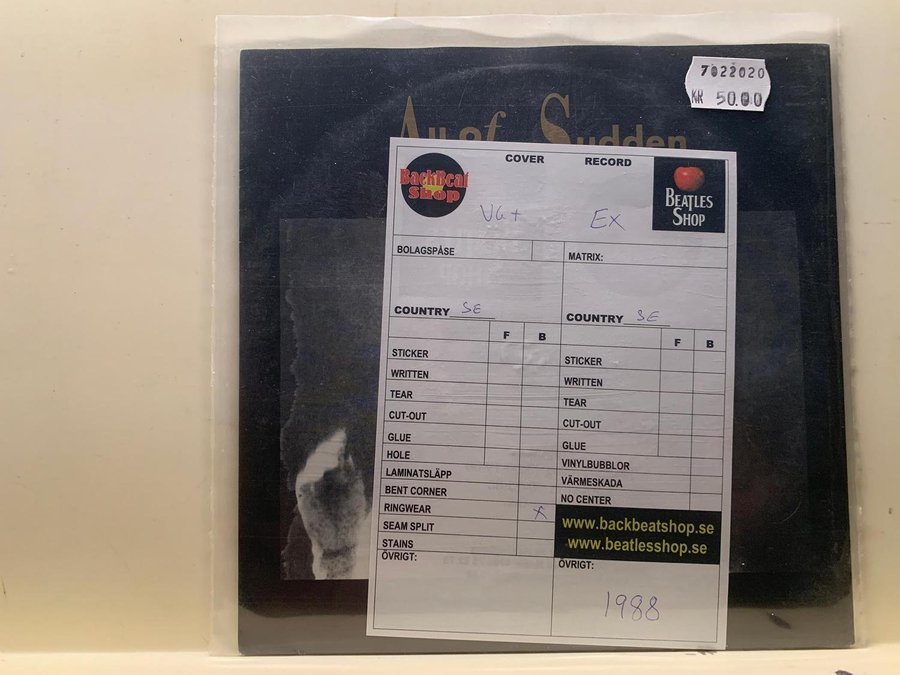 7022020
KR 50.00
All of Sudden
BackBeat
Shop
COVER RECORD
BEATLES
SHOP
VG+ EX
BOLAGSPÅSE MATRIX:
COUNTRY SE COUNTRY SE
F B F B
STICKER STICKER
WRITTEN WRITTEN
TEAR TEAR
CUT-OUT CUT-OUT
GLUE GLUE
HOLE VINYLBUBBLOR
LAMINATSLÄPP VÄRMESKADA
BENT CORNER NO CENTER
RINGWEAR X
SEAM SPLIT
STAINS
www.backbeatshop.se
www.beatlesshop.se
ÖVRIGT: ÖVRIGT:
1988